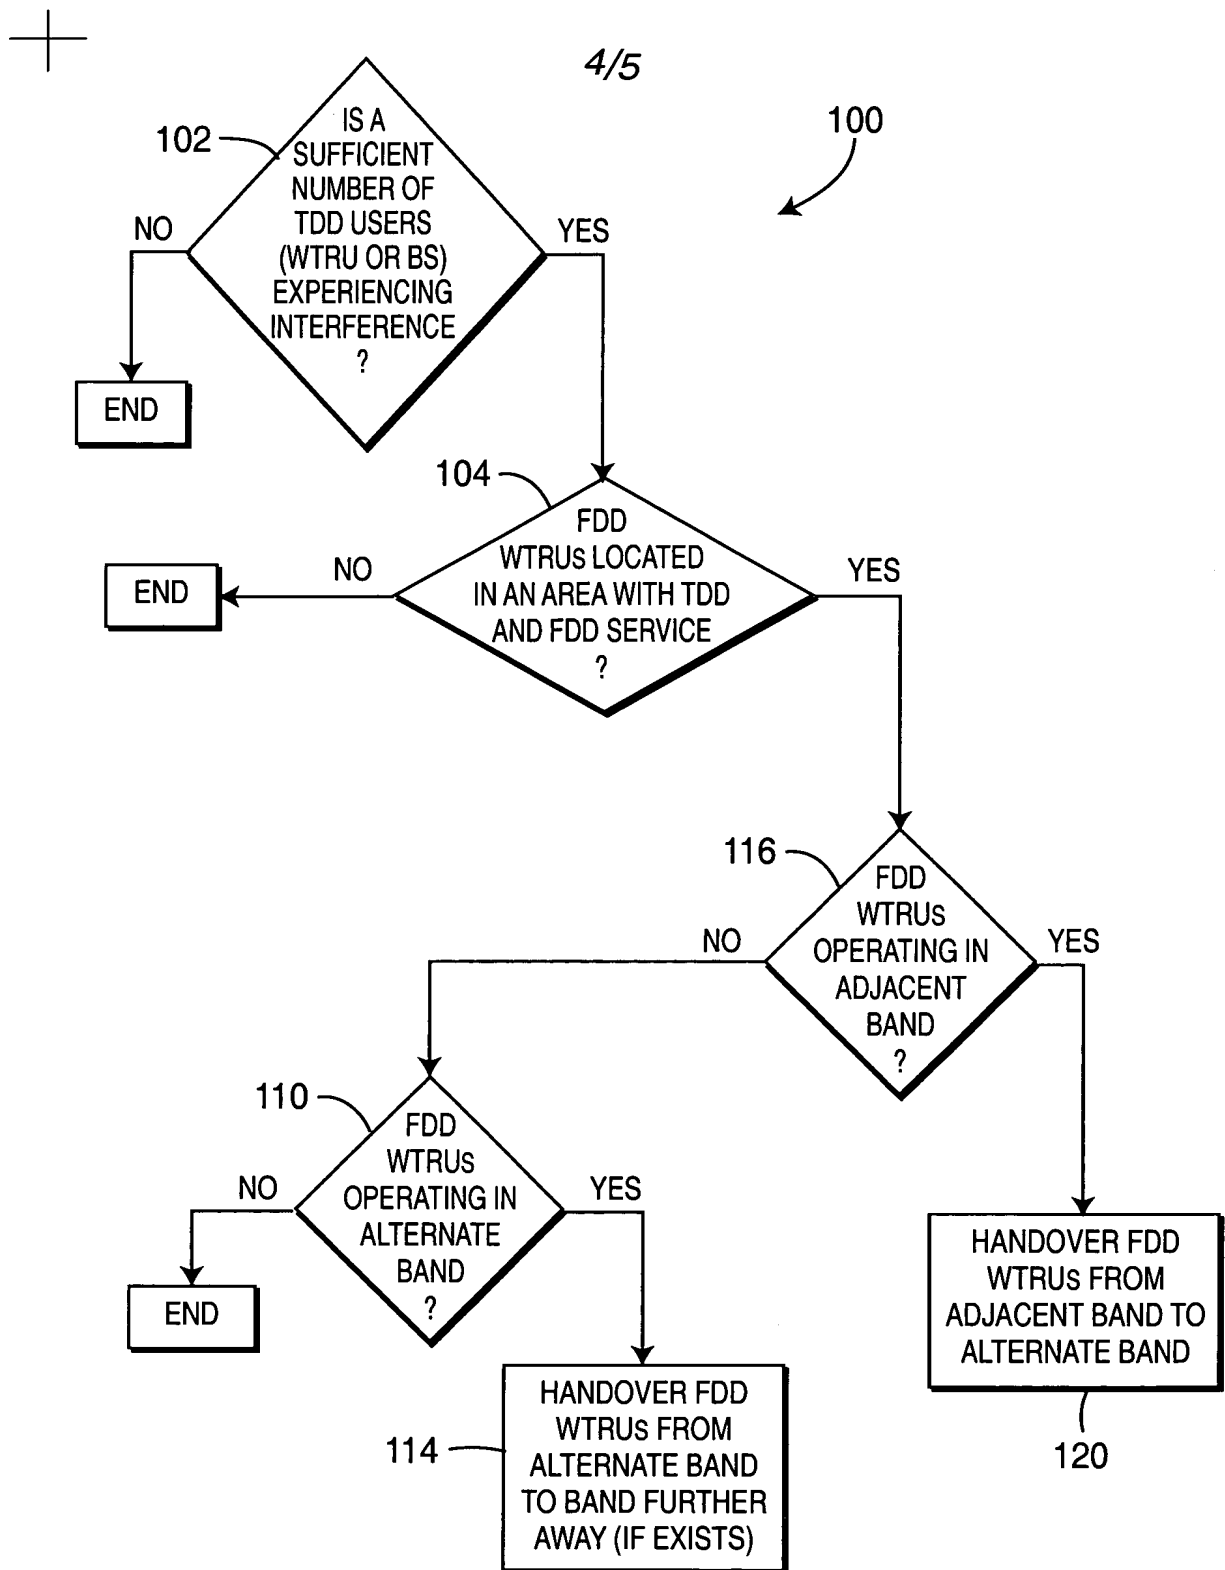 4/5
100
102
IS A
SUFFICIENT
NUMBER OF
TDD USERS
(WTRU OR BS)
EXPERIENCING
INTERFERENCE
?
NO
YES
END
104
FDD
WTRUs LOCATED
IN AN AREA WITH TDD
AND FDD SERVICE
?
NO
YES
END
116
FDD
WTRUs
OPERATING IN
ADJACENT
BAND
?
NO
YES
110
FDD
WTRUs
OPERATING IN
ALTERNATE
BAND
?
NO
YES
END
HANDOVER FDD
WTRUs FROM
ADJACENT BAND TO
ALTERNATE BAND
120
114
HANDOVER FDD
WTRUs FROM
ALTERNATE BAND
TO BAND FURTHER
AWAY (IF EXISTS)